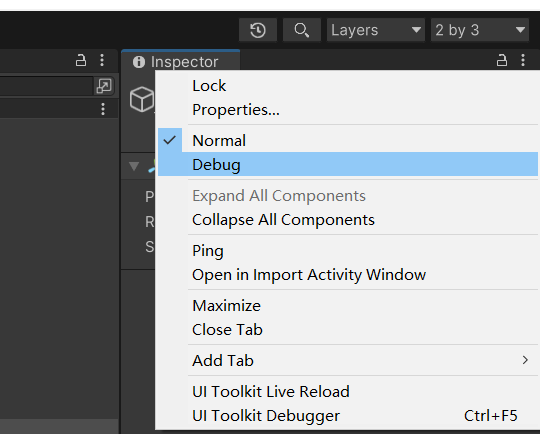 Layers 2 by 3
Inspector
Lock
Properties...
Normal
Debug
P
Expand All Components
R
Collapse All Components
S
Ping
Open in Import Activity Window
Maximize
Close Tab
Add Tab
UI Toolkit Live Reload
UI Toolkit Debugger Ctrl+F5